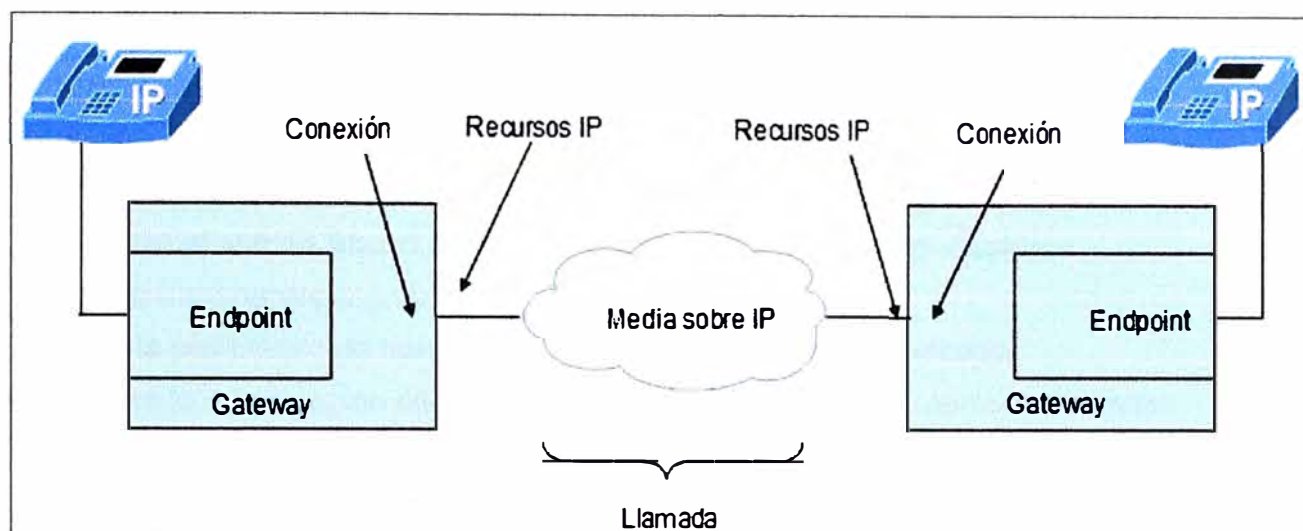 IP
IP
Conexión
Recursos IP
Recursos IP
Conexión
Endpoint
Media sobre IP
Endpoint
Gateway
Gateway
Llamada